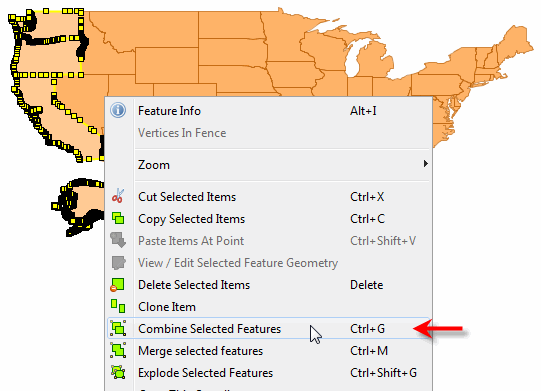 Feature Info Alt+I
Vertices In Fence
Zoom
Cut Selected Items Ctrl+X
Copy Selected Items Ctrl+C
Paste Items At Point Ctrl+Shift+V
View / Edit Selected Feature Geometry
Delete Selected Items Delete
Clone Item
Combine Selected Features Ctrl+G
Merge selected features Ctrl+M
Explode Selected Features Ctrl+Shift+G